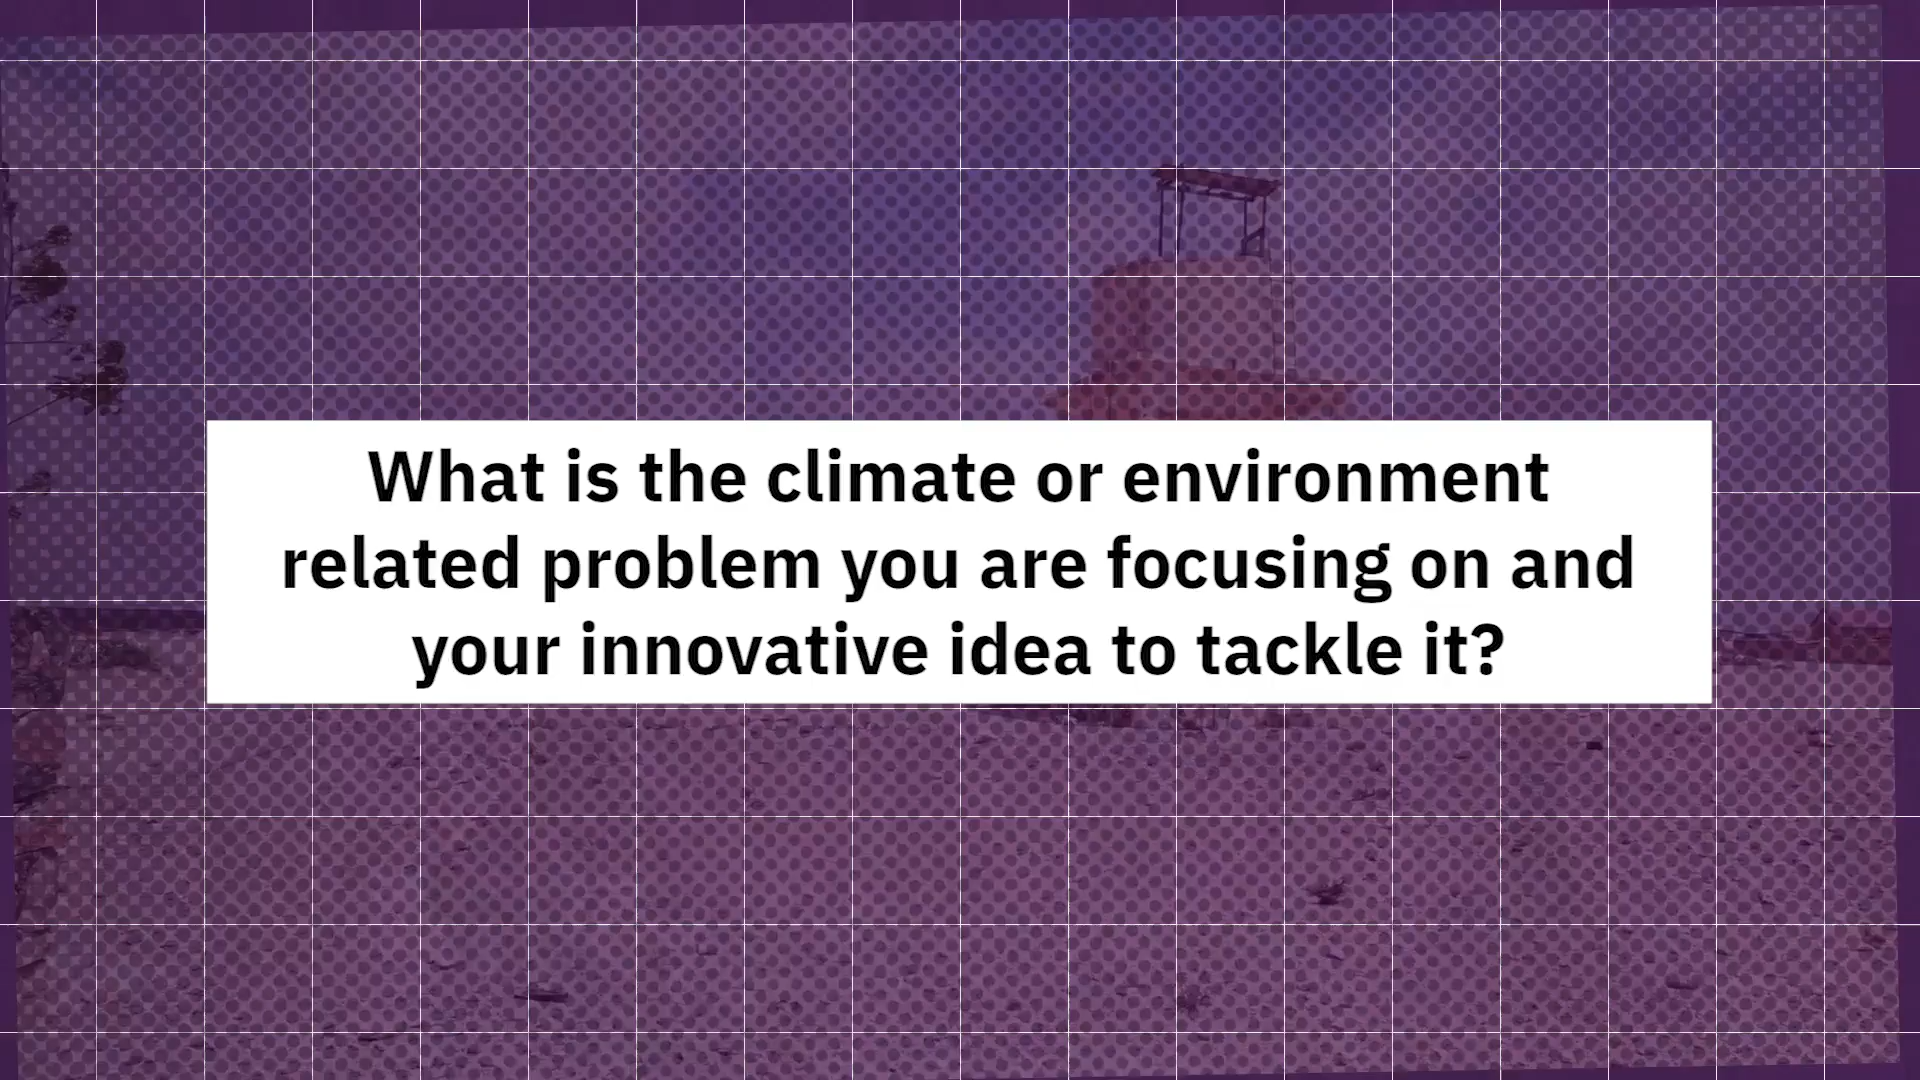 What is the climate or environment
related problem you are focusing on and
your innovative idea to tackle it?